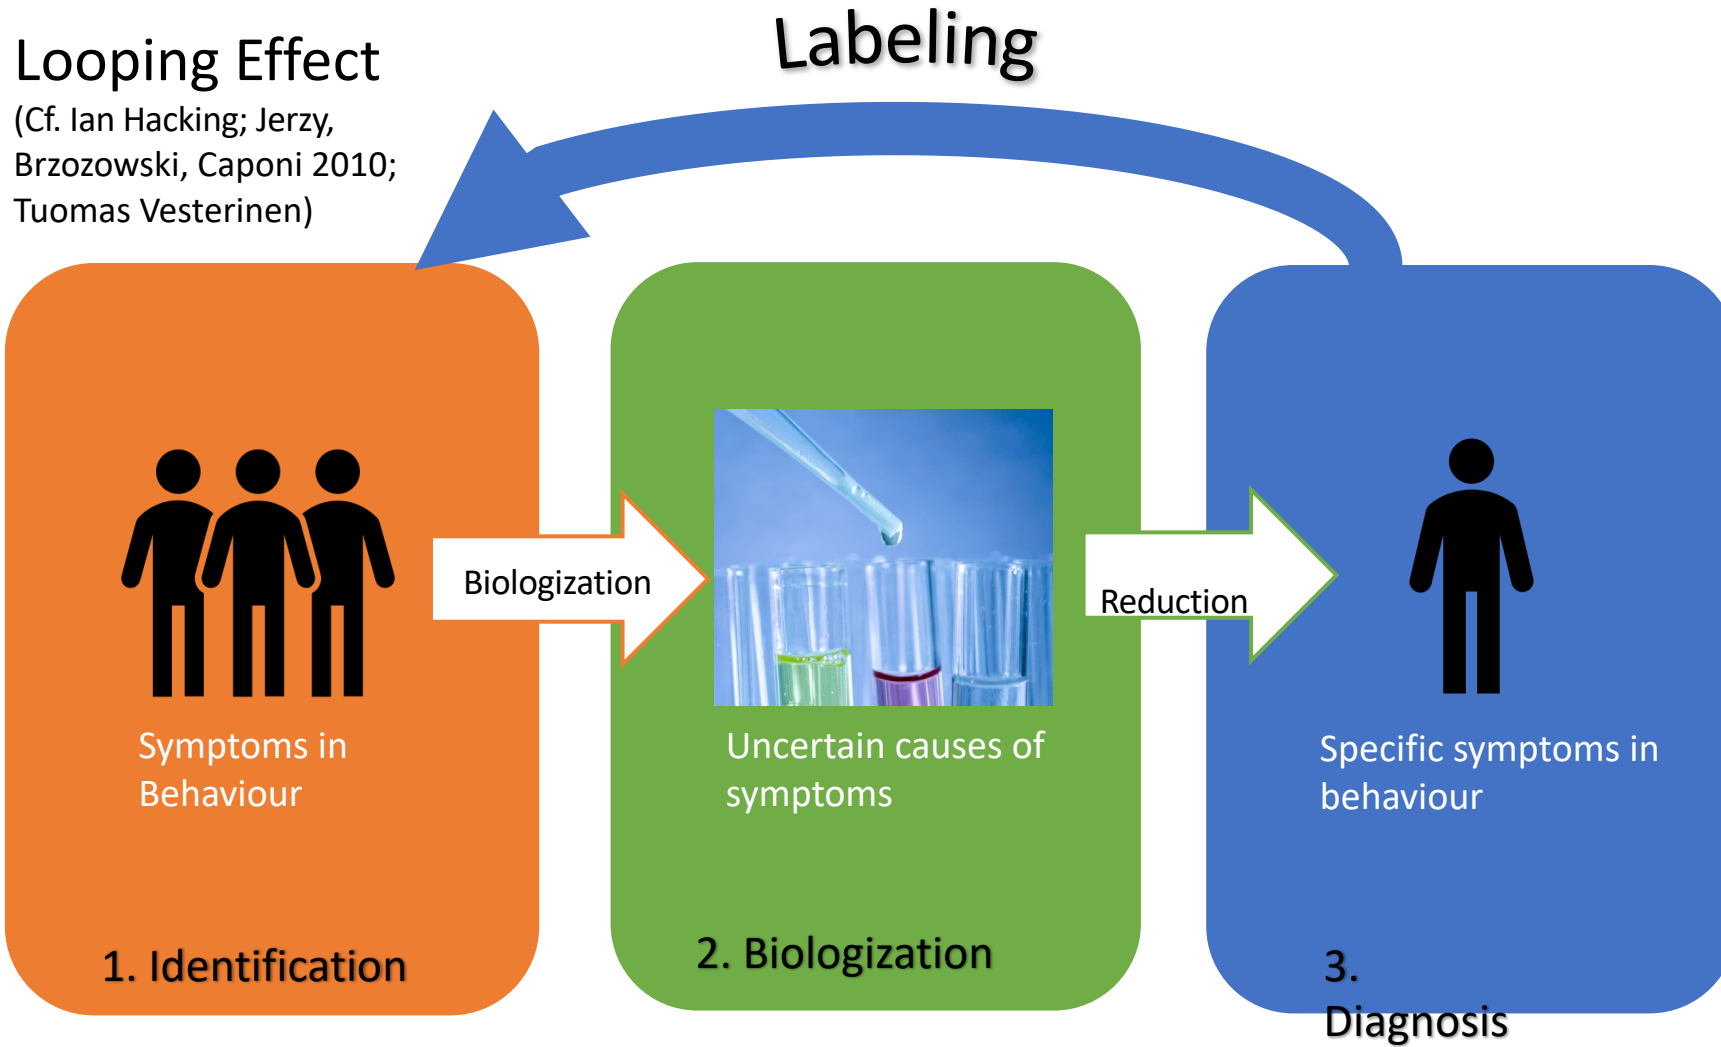 Looping Effect
(Cf. Ian Hacking; Jerzy,
Brzozowski, Caponi 2010;
Tuomas Vesterinen)
Labeling
Symptoms in
Behaviour
1. Identification
Biologization
Uncertain causes of
symptoms
2. Biologization
Reduction
Specific symptoms in
behaviour
3.
Diagnosis